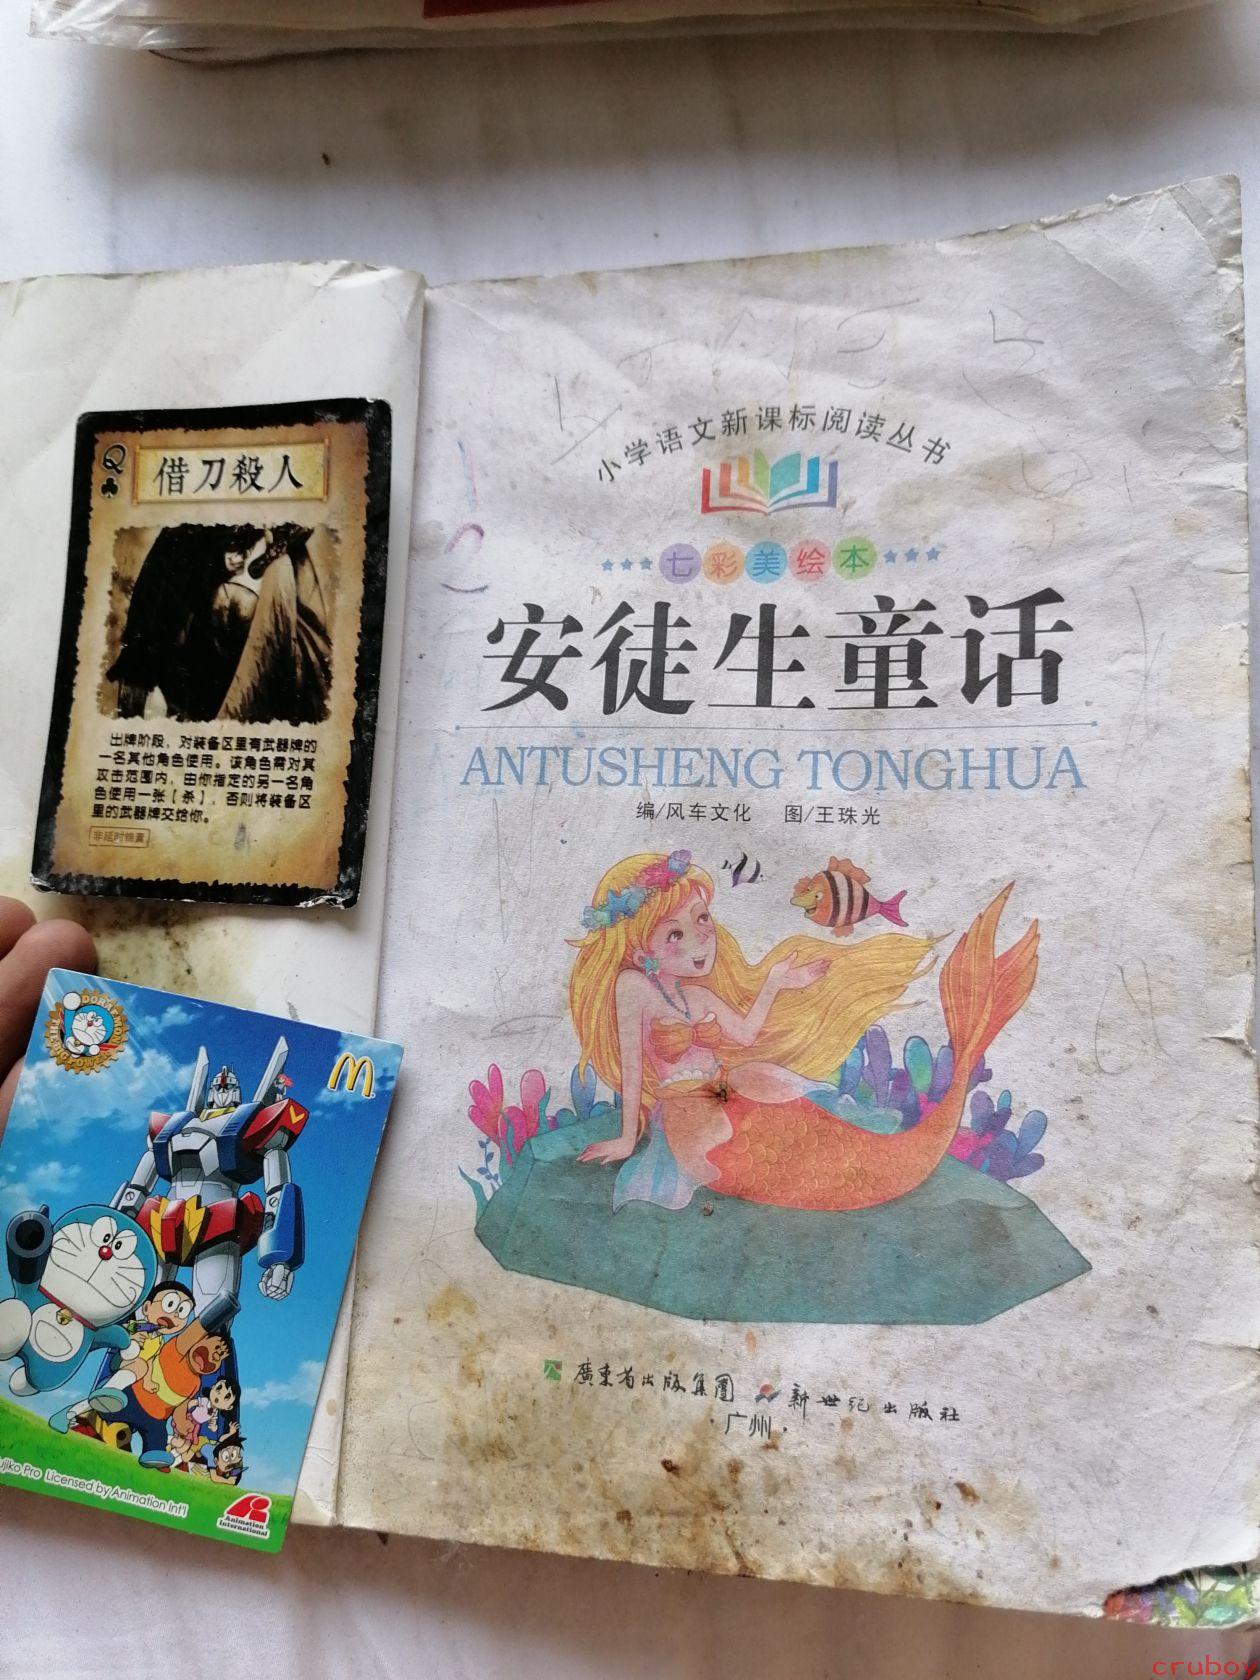 小学语文新课标阅读丛书
七彩美绘本
安徒生童话
ANTUSHENG TONGHUA
编/风车文化 图/王珠光
廣東省出版集團 新世纪出版社
·广州·
Q
借刀殺人
出牌阶段，对装备区里有武器牌的
一名其他角色使用。该角色需对其
攻击范围内，由你指定的另一名角
色使用一张【杀】，否则将装备区
里的武器牌交给你。
非延时锦囊
DORAEMON
M
ujiko Pro Licensed by Animation Int'l
Animation
International
cruboy